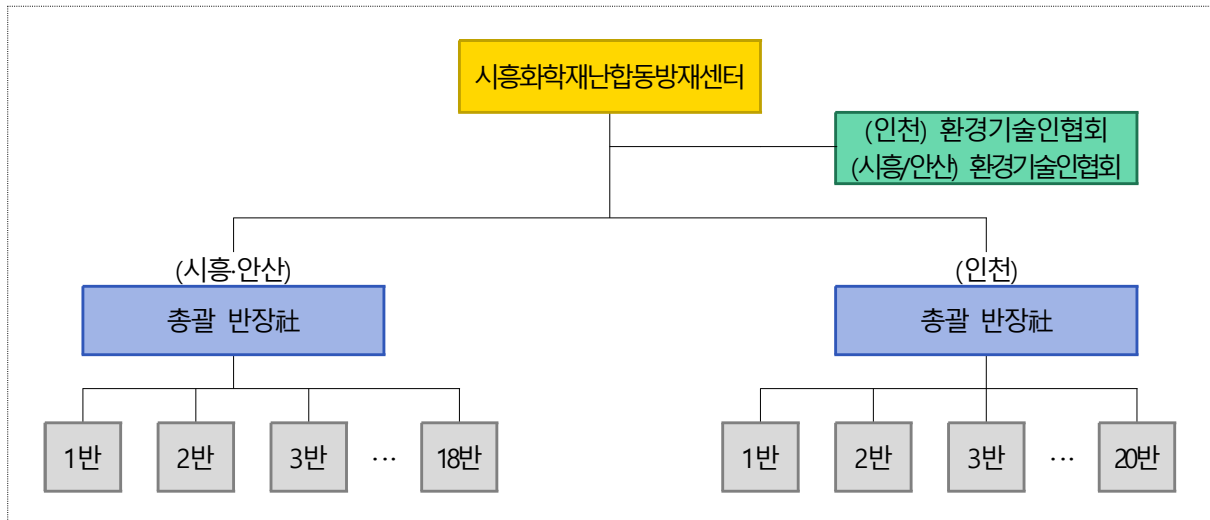 시흥화학재난합동방재센터
(인천) 환경기술인협회
(시흥/안산) 환경기술인협회
(시흥·안산)
총괄 반장社
1반 2반 3반 … 18반
(인천)
총괄 반장社
1반 2반 3반 … 20반